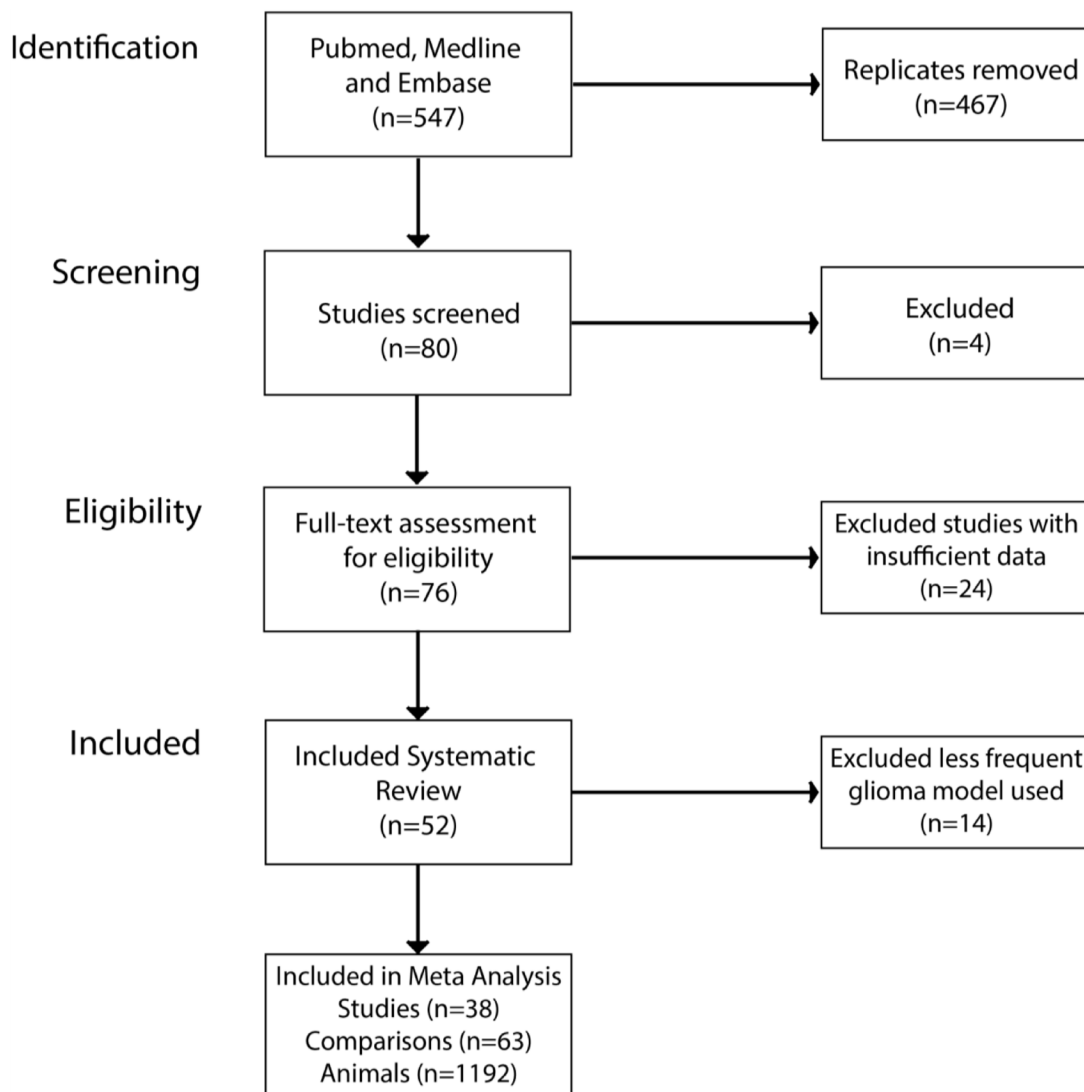 Identification
Pubmed, Medline
and Embase
(n=547)
Replicates removed
(n=467)
Screening
Studies screened
(n=80)
Excluded
(n=4)
Eligibility
Full-text assessment
for eligibility
(n=76)
Excluded studies with
insufficient data
(n=24)
Included
Included Systematic
Review
(n=52)
Excluded less frequent
glioma model used
(n=14)
Included in Meta Analysis
Studies (n=38)
Comparisons (n=63)
Animals (n=1192)